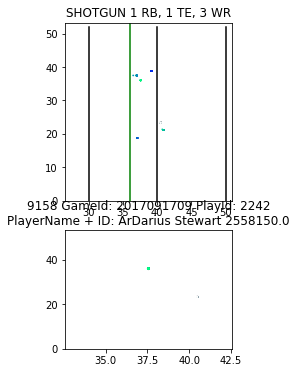 SHOTGUN 1 RB, 1 TE, 3 WR
50
40
30
20
10
0
30 35 40 45 50
9158 GameId: 2017091709 PlayId: 2242
PlayerName + ID: ArDarius Stewart 2558150.0
40
20
0
35.0 37.5 40.0 42.5